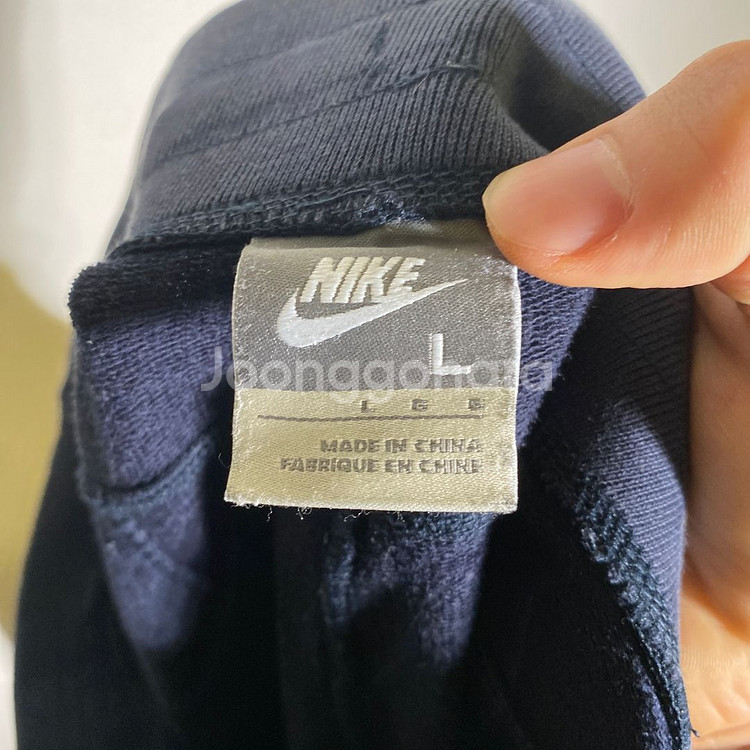 NIKE
L
Joonggonara
L G G
MADE IN CHINA
FABRIQUE EN CHINE